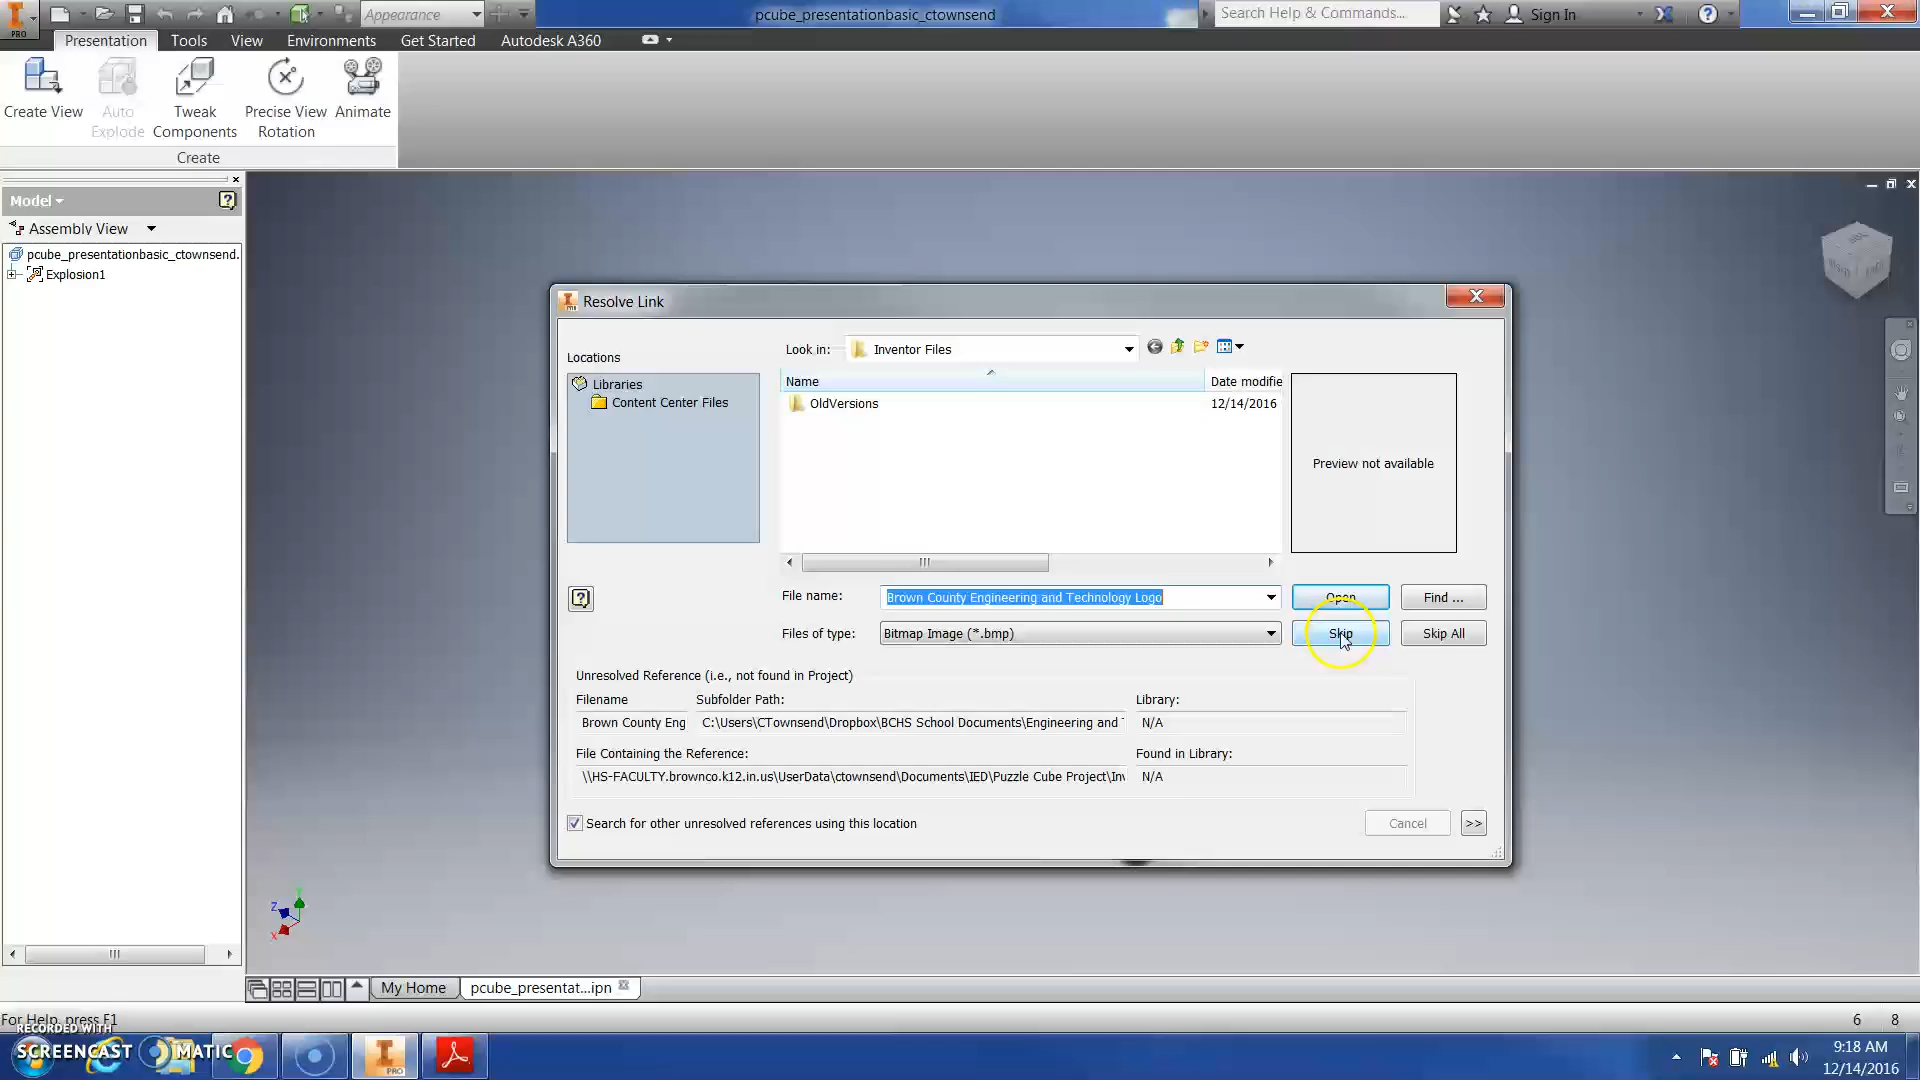 Appearance
pcube_presentationbasic_ctownsend
Search Help & Commands...
Sign In
PRO
Presentation
Tools
View
Environments
Get Started
Autodesk A360
Create View
Auto Explode
Tweak Components
Precise View Rotation
Animate
Create
Model
Assembly View
pcube_presentationbasic_ctownsend.
Explosion1
Resolve Link
Locations
Look in:
Inventor Files
Libraries
Content Center Files
Name
Date modifie
OldVersions
12/14/2016
Preview not available
File name:
Brown County Engineering and Technology Logo
Open
Find ...
Files of type:
Bitmap Image (*.bmp)
Skip
Skip All
Unresolved Reference (i.e., not found in Project)
Filename
Subfolder Path:
Library:
Brown County Eng
C:\Users\CTownsend\Dropbox\BCHS School Documents\Engineering and
N/A
File Containing the Reference:
Found in Library:
\\HS-FACULTY.brownco.k12.in.us\UserData\ctownsend\Documents\IED\Puzzle Cube Project\Inv
N/A
Search for other unresolved references using this location
Cancel
>>
Z
Y
X
My Home
pcube_presentat...ipn
For Help, press F1
6
8
RECORDED WITH
SCREENCAST MATIC
PRO
9:18 AM
12/14/2016